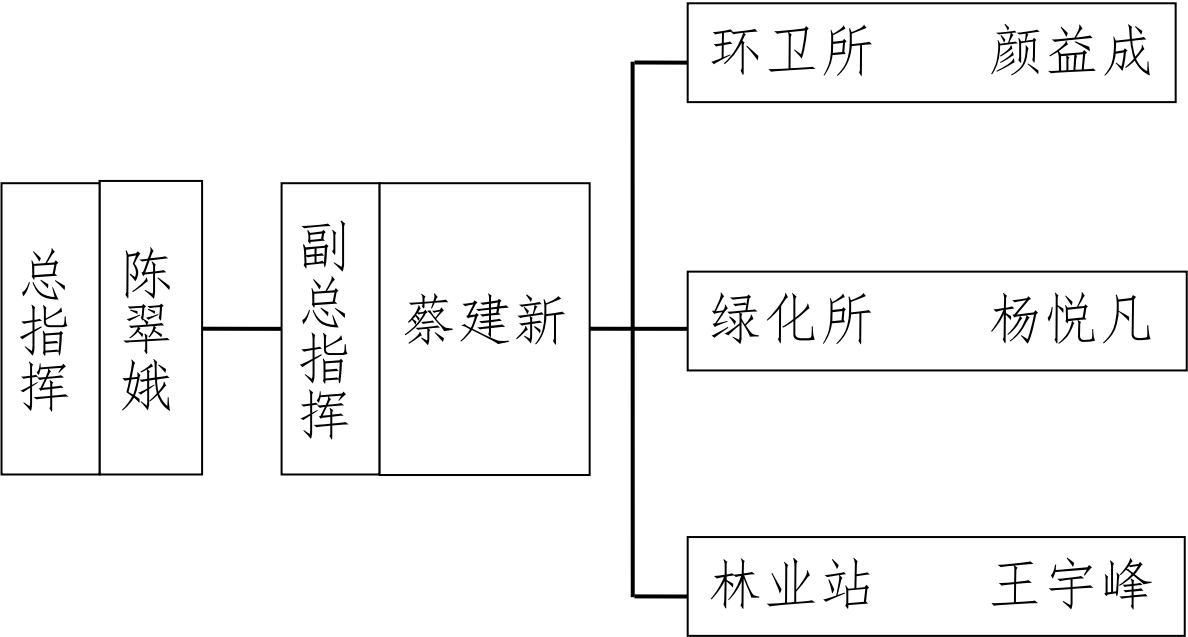 总指挥
陈翠娥
副总指挥
蔡建新
环卫所 颜益成
绿化所 杨悦凡
林业站 王宇峰